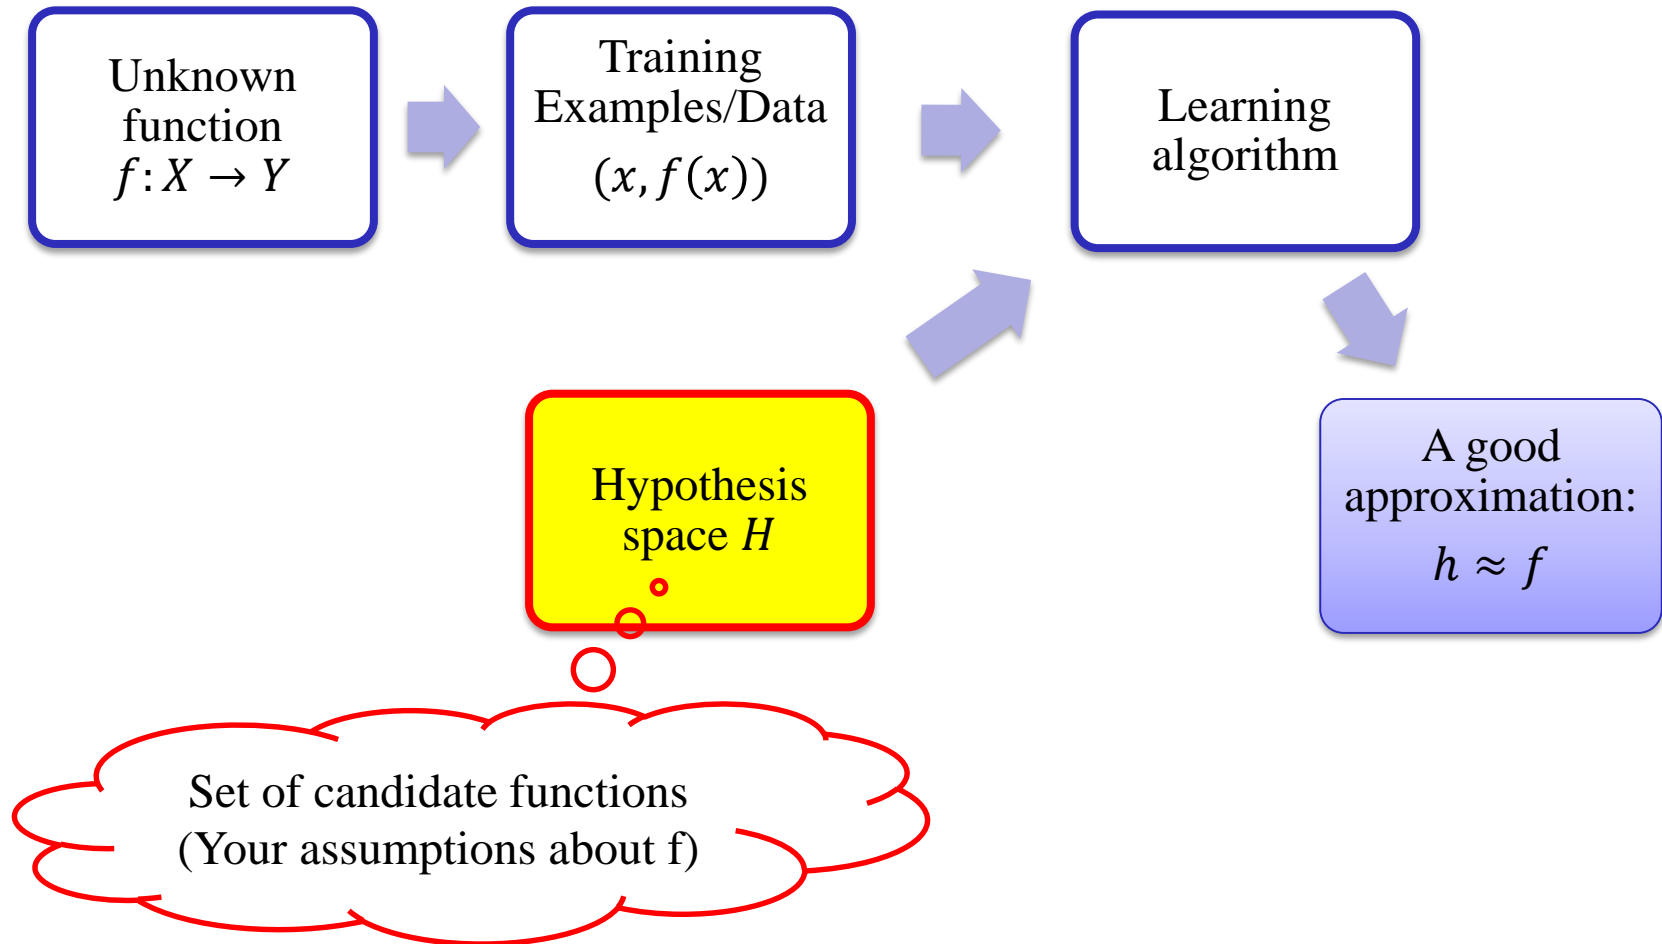 Unknown
function
𝑓: 𝑋 → 𝑌
Training
Examples/Data
(𝑥, 𝑓(𝑥))
Learning
algorithm
Hypothesis
space 𝐻
A good
approximation:
ℎ ≈ 𝑓
Set of candidate functions
(Your assumptions about f)